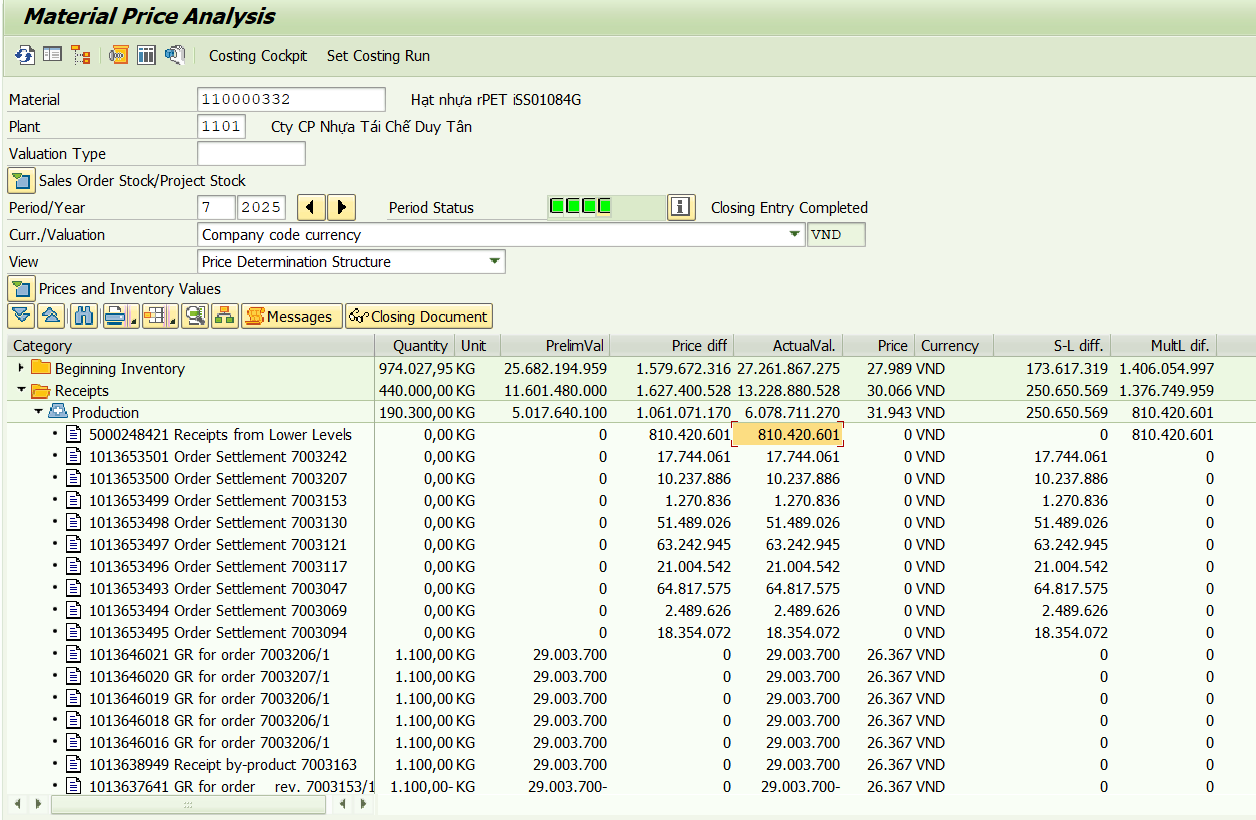 Material Price Analysis
Costing Cockpit Set Costing Run
Material 110000332 Hạt nhựa rPET iSS01084G
Plant 1101 Cty CP Nhựa Tái Chế Duy Tân
Valuation Type
Sales Order Stock/Project Stock
Period/Year 7 2025 Period Status Closing Entry Completed
Curr./Valuation Company code currency VND
View Price Determination Structure
Prices and Inventory Values
Messages Closing Document
Category Quantity Unit PrelimVal Price diff ActualVal. Price Currency S-L diff. MultL dif.
Beginning Inventory 974.027,95 KG 25.682.194.959 1.579.672.316 27.261.867.275 27.989 VND 173.617.319 1.406.054.997
Receipts 440.000,00 KG 11.601.480.000 1.627.400.528 13.228.880.528 30.066 VND 250.650.569 1.376.749.959
Production 190.300,00 KG 5.017.640.100 1.061.071.170 6.078.711.270 31.943 VND 250.650.569 810.420.601
5000248421 Receipts from Lower Levels 0,00 KG 0 810.420.601 810.420.601 0 VND 0 810.420.601
1013653501 Order Settlement 7003242 0,00 KG 0 17.744.061 17.744.061 0 VND 17.744.061 0
1013653500 Order Settlement 7003207 0,00 KG 0 10.237.886 10.237.886 0 VND 10.237.886 0
1013653499 Order Settlement 7003153 0,00 KG 0 1.270.836 1.270.836 0 VND 1.270.836 0
1013653498 Order Settlement 7003130 0,00 KG 0 51.489.026 51.489.026 0 VND 51.489.026 0
1013653497 Order Settlement 7003121 0,00 KG 0 63.242.945 63.242.945 0 VND 63.242.945 0
1013653496 Order Settlement 7003117 0,00 KG 0 21.004.542 21.004.542 0 VND 21.004.542 0
1013653493 Order Settlement 7003047 0,00 KG 0 64.817.575 64.817.575 0 VND 64.817.575 0
1013653494 Order Settlement 7003069 0,00 KG 0 2.489.626 2.489.626 0 VND 2.489.626 0
1013653495 Order Settlement 7003094 0,00 KG 0 18.354.072 18.354.072 0 VND 18.354.072 0
1013646021 GR for order 7003206/1 1.100,00 KG 29.003.700 0 29.003.700 26.367 VND 0 0
1013646020 GR for order 7003207/1 1.100,00 KG 29.003.700 0 29.003.700 26.367 VND 0 0
1013646019 GR for order 7003206/1 1.100,00 KG 29.003.700 0 29.003.700 26.367 VND 0 0
1013646018 GR for order 7003206/1 1.100,00 KG 29.003.700 0 29.003.700 26.367 VND 0 0
1013646016 GR for order 7003206/1 1.100,00 KG 29.003.700 0 29.003.700 26.367 VND 0 0
1013638949 Receipt by-product 7003163 1.100,00 KG 29.003.700 0 29.003.700 26.367 VND 0 0
1013637641 GR for order rev. 7003153/1 1.100,00- KG 29.003.700- 0 29.003.700- 26.367 VND 0 0